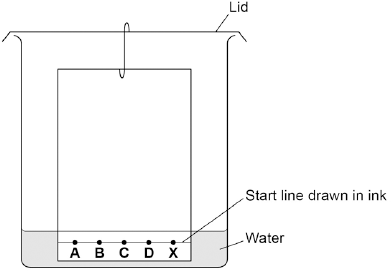 Lid
Start line drawn in ink
A B C D X
Water